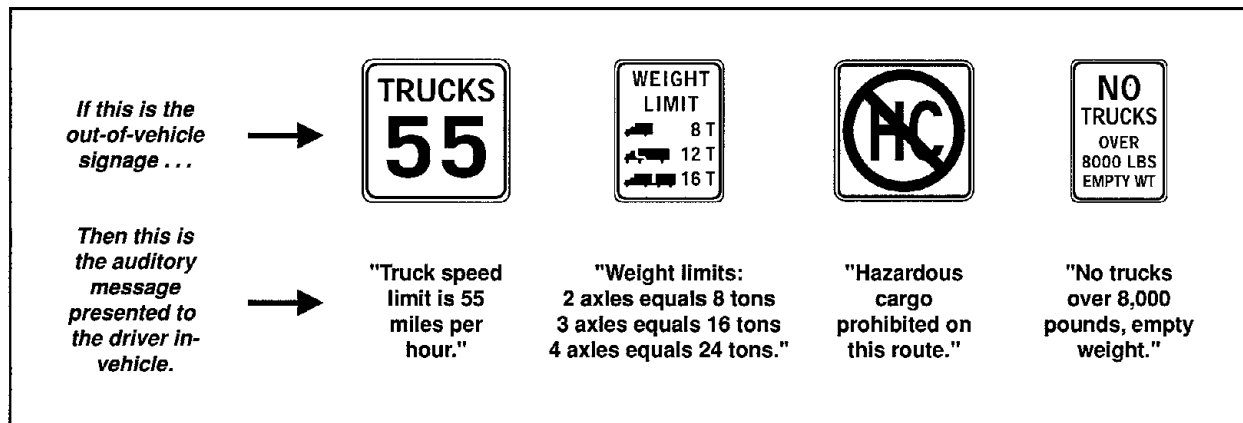 If this is the
out-of-vehicle
signage . . .
TRUCKS
55
WEIGHT
LIMIT
8 T
12 T
16 T
HC
NO
TRUCKS
OVER
8000 LBS
EMPTY WT
Then this is
the auditory
message
presented to
the driver in-
vehicle.
"Truck speed
limit is 55
miles per
hour."
"Weight limits:
2 axles equals 8 tons
3 axles equals 16 tons
4 axles equals 24 tons."
"Hazardous
cargo
prohibited on
this route."
"No trucks
over 8,000
pounds, empty
weight."